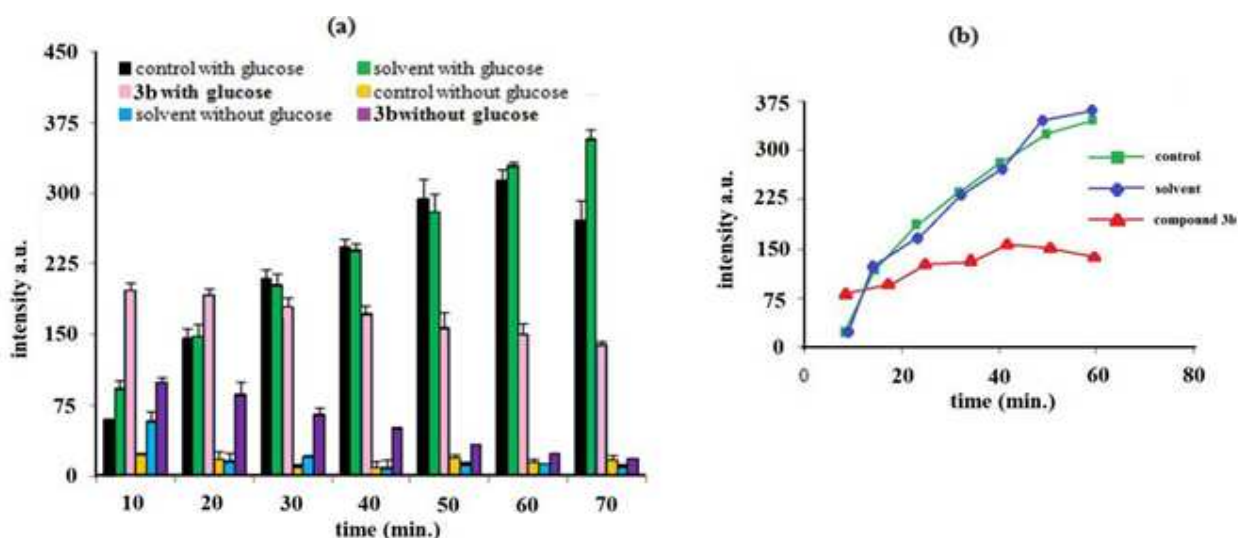 (a)
450
375
300
225
150
75
0
intensity a.u.
control with glucose
solvent with glucose
3b with glucose
control without glucose
solvent without glucose
3b without glucose
10 20 30 40 50 60 70
time (min.)
(b)
375
300
225
150
75
0
intensity a.u.
control
solvent
compound 3b
0 20 40 60 80
time (min.)